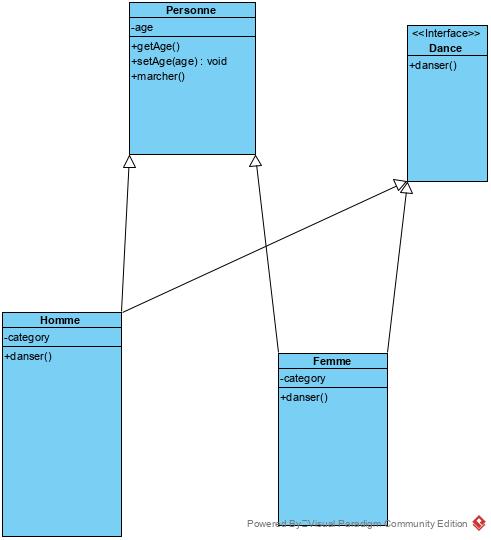 Personne
-age
+getAge()
+setAge(age) : void
+marcher()
<<Interface>>
Dance
+danser()
Homme
-category
+danser()
Femme
-category
+danser()
Powered By Visual Paradigm Community Edition